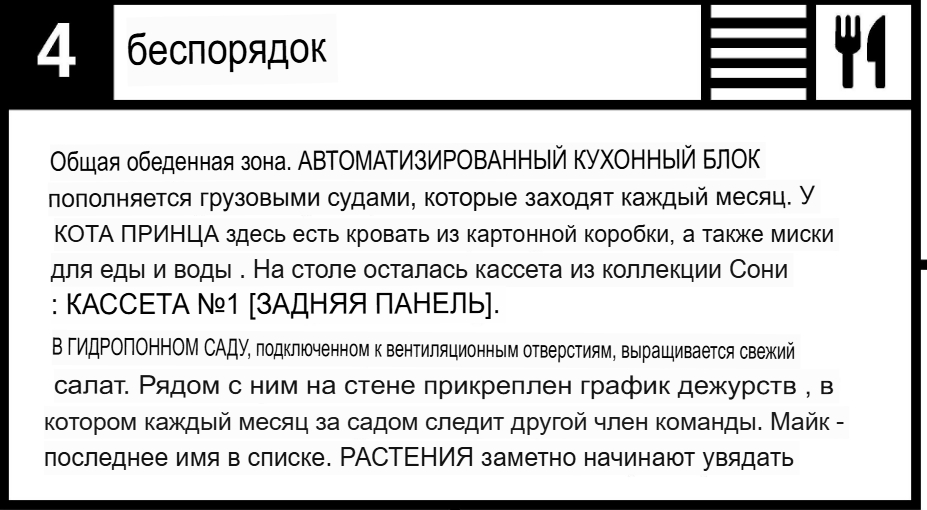 4
беспорядок
Общая обеденная зона. АВТОМАТИЗИРОВАННЫЙ КУХОННЫЙ БЛОК
пополняется грузовыми судами, которые заходят каждый месяц. У
КОТА ПРИНЦА здесь есть кровать из картонной коробки, а также миски
для еды и воды . На столе осталась кассета из коллекции Сони
: КАССЕТА №1 [ЗАДНЯЯ ПАНЕЛЬ].
В ГИДРОПОННОМ САДУ, подключенном к вентиляционным отверстиям, выращивается свежий
салат. Рядом с ним на стене прикреплен график дежурств , в
котором каждый месяц за садом следит другой член команды. Майк -
последнее имя в списке. РАСТЕНИЯ заметно начинают увядать